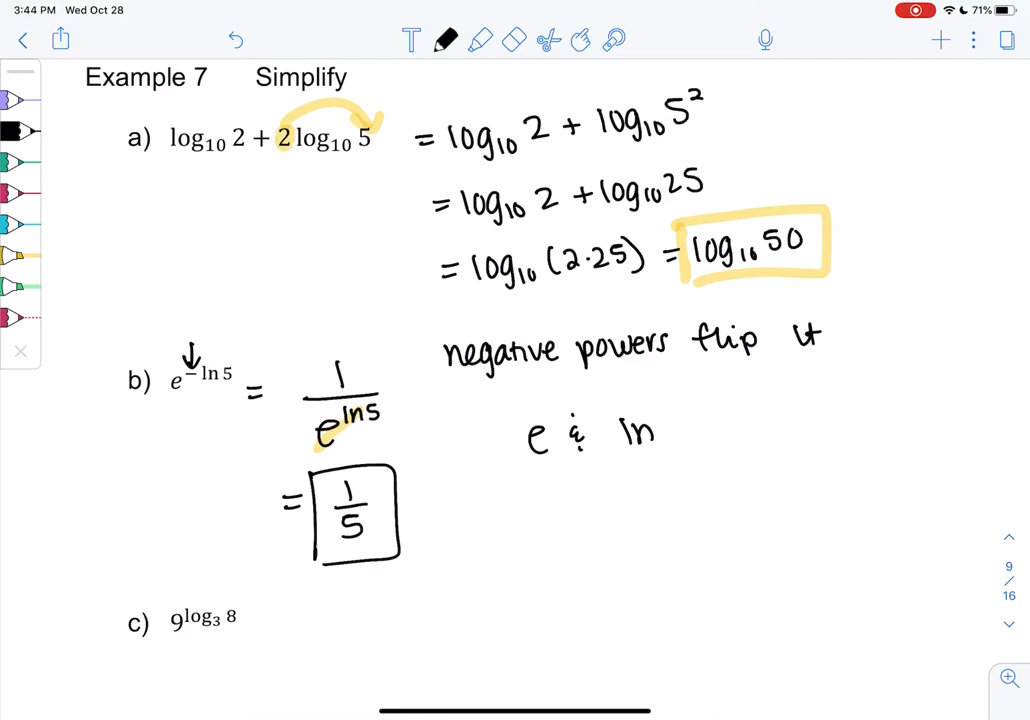 3:44 PM Wed Oct 28
71%
Example 7 Simplify
a) log₁₀ 2 + 2 log₁₀ 5 = log₁₀ 2 + log₁₀ 5²
= log₁₀ 2 + log₁₀ 25
= log₁₀ (2·25) = log₁₀ 50
negative powers flip it
b) e^(− ln 5) = 1/e^(ln 5)
e & ln
= 1/5
c) 9^(log₃ 8)
9
/
16